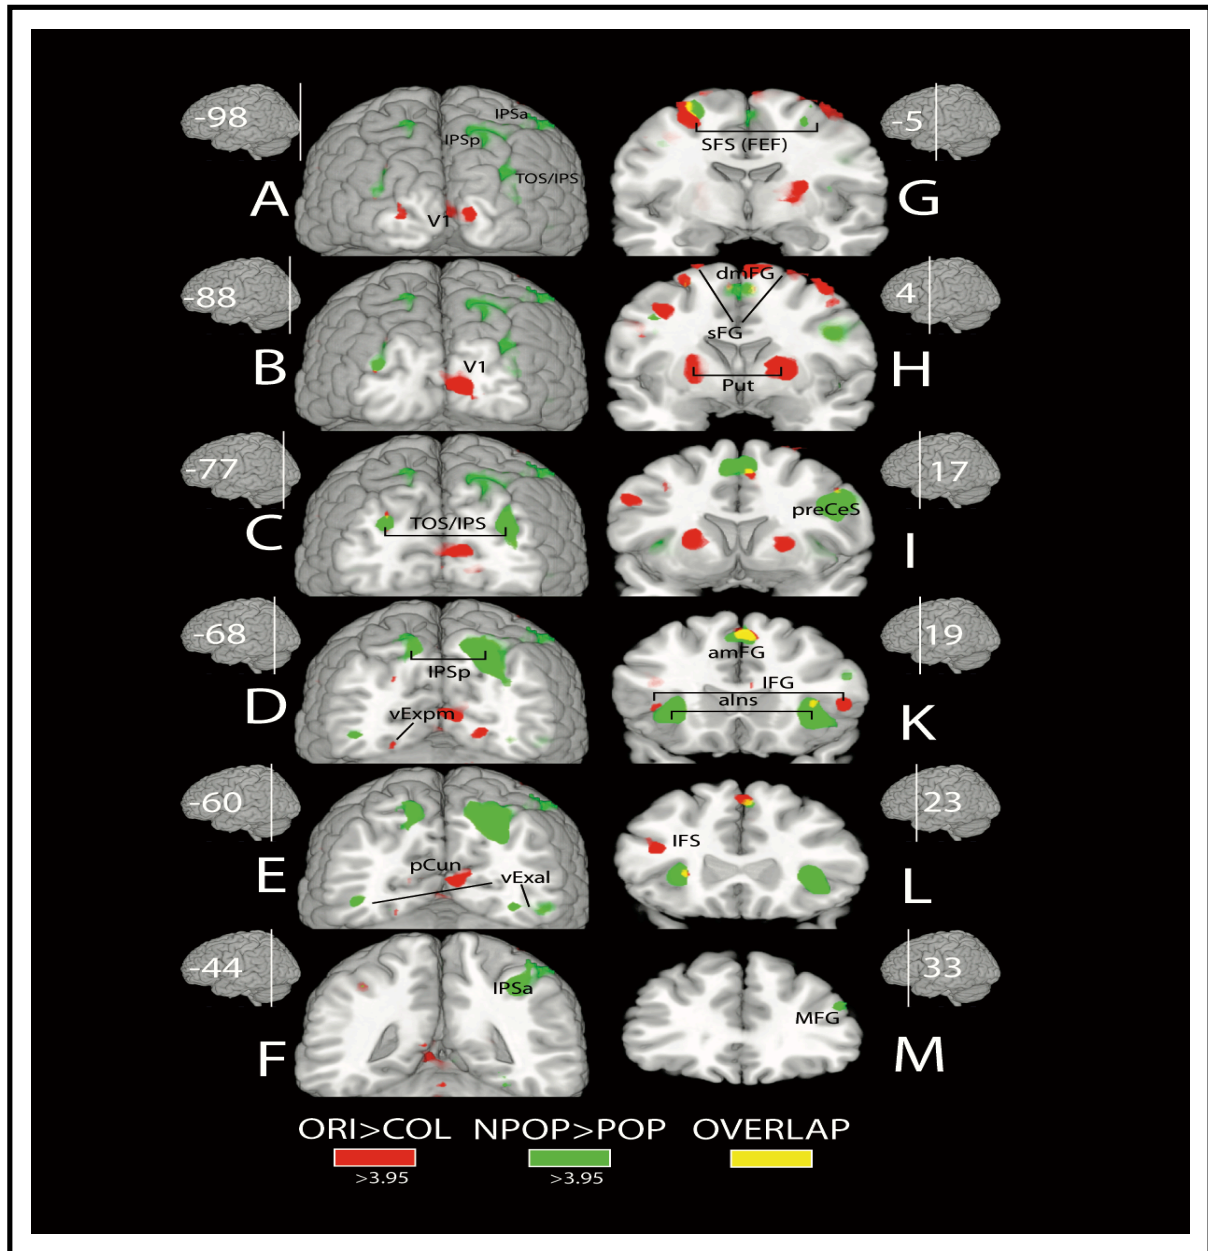 -98
IPSa
IPSp
TOS/IPS
A
V1
-88
B
V1
-77
C
TOS/IPS
-68
D
IPSp
vExpm
-60
E
pCun
vExal
-44
F
IPSa
-5
SFS (FEF)
G
4
dmFG
sFG
H
Put
17
preCeS
I
19
amFG
IFG
aIns
K
23
IFS
L
33
MFG
M
ORI>COL NPOP>POP OVERLAP
>3.95 >3.95